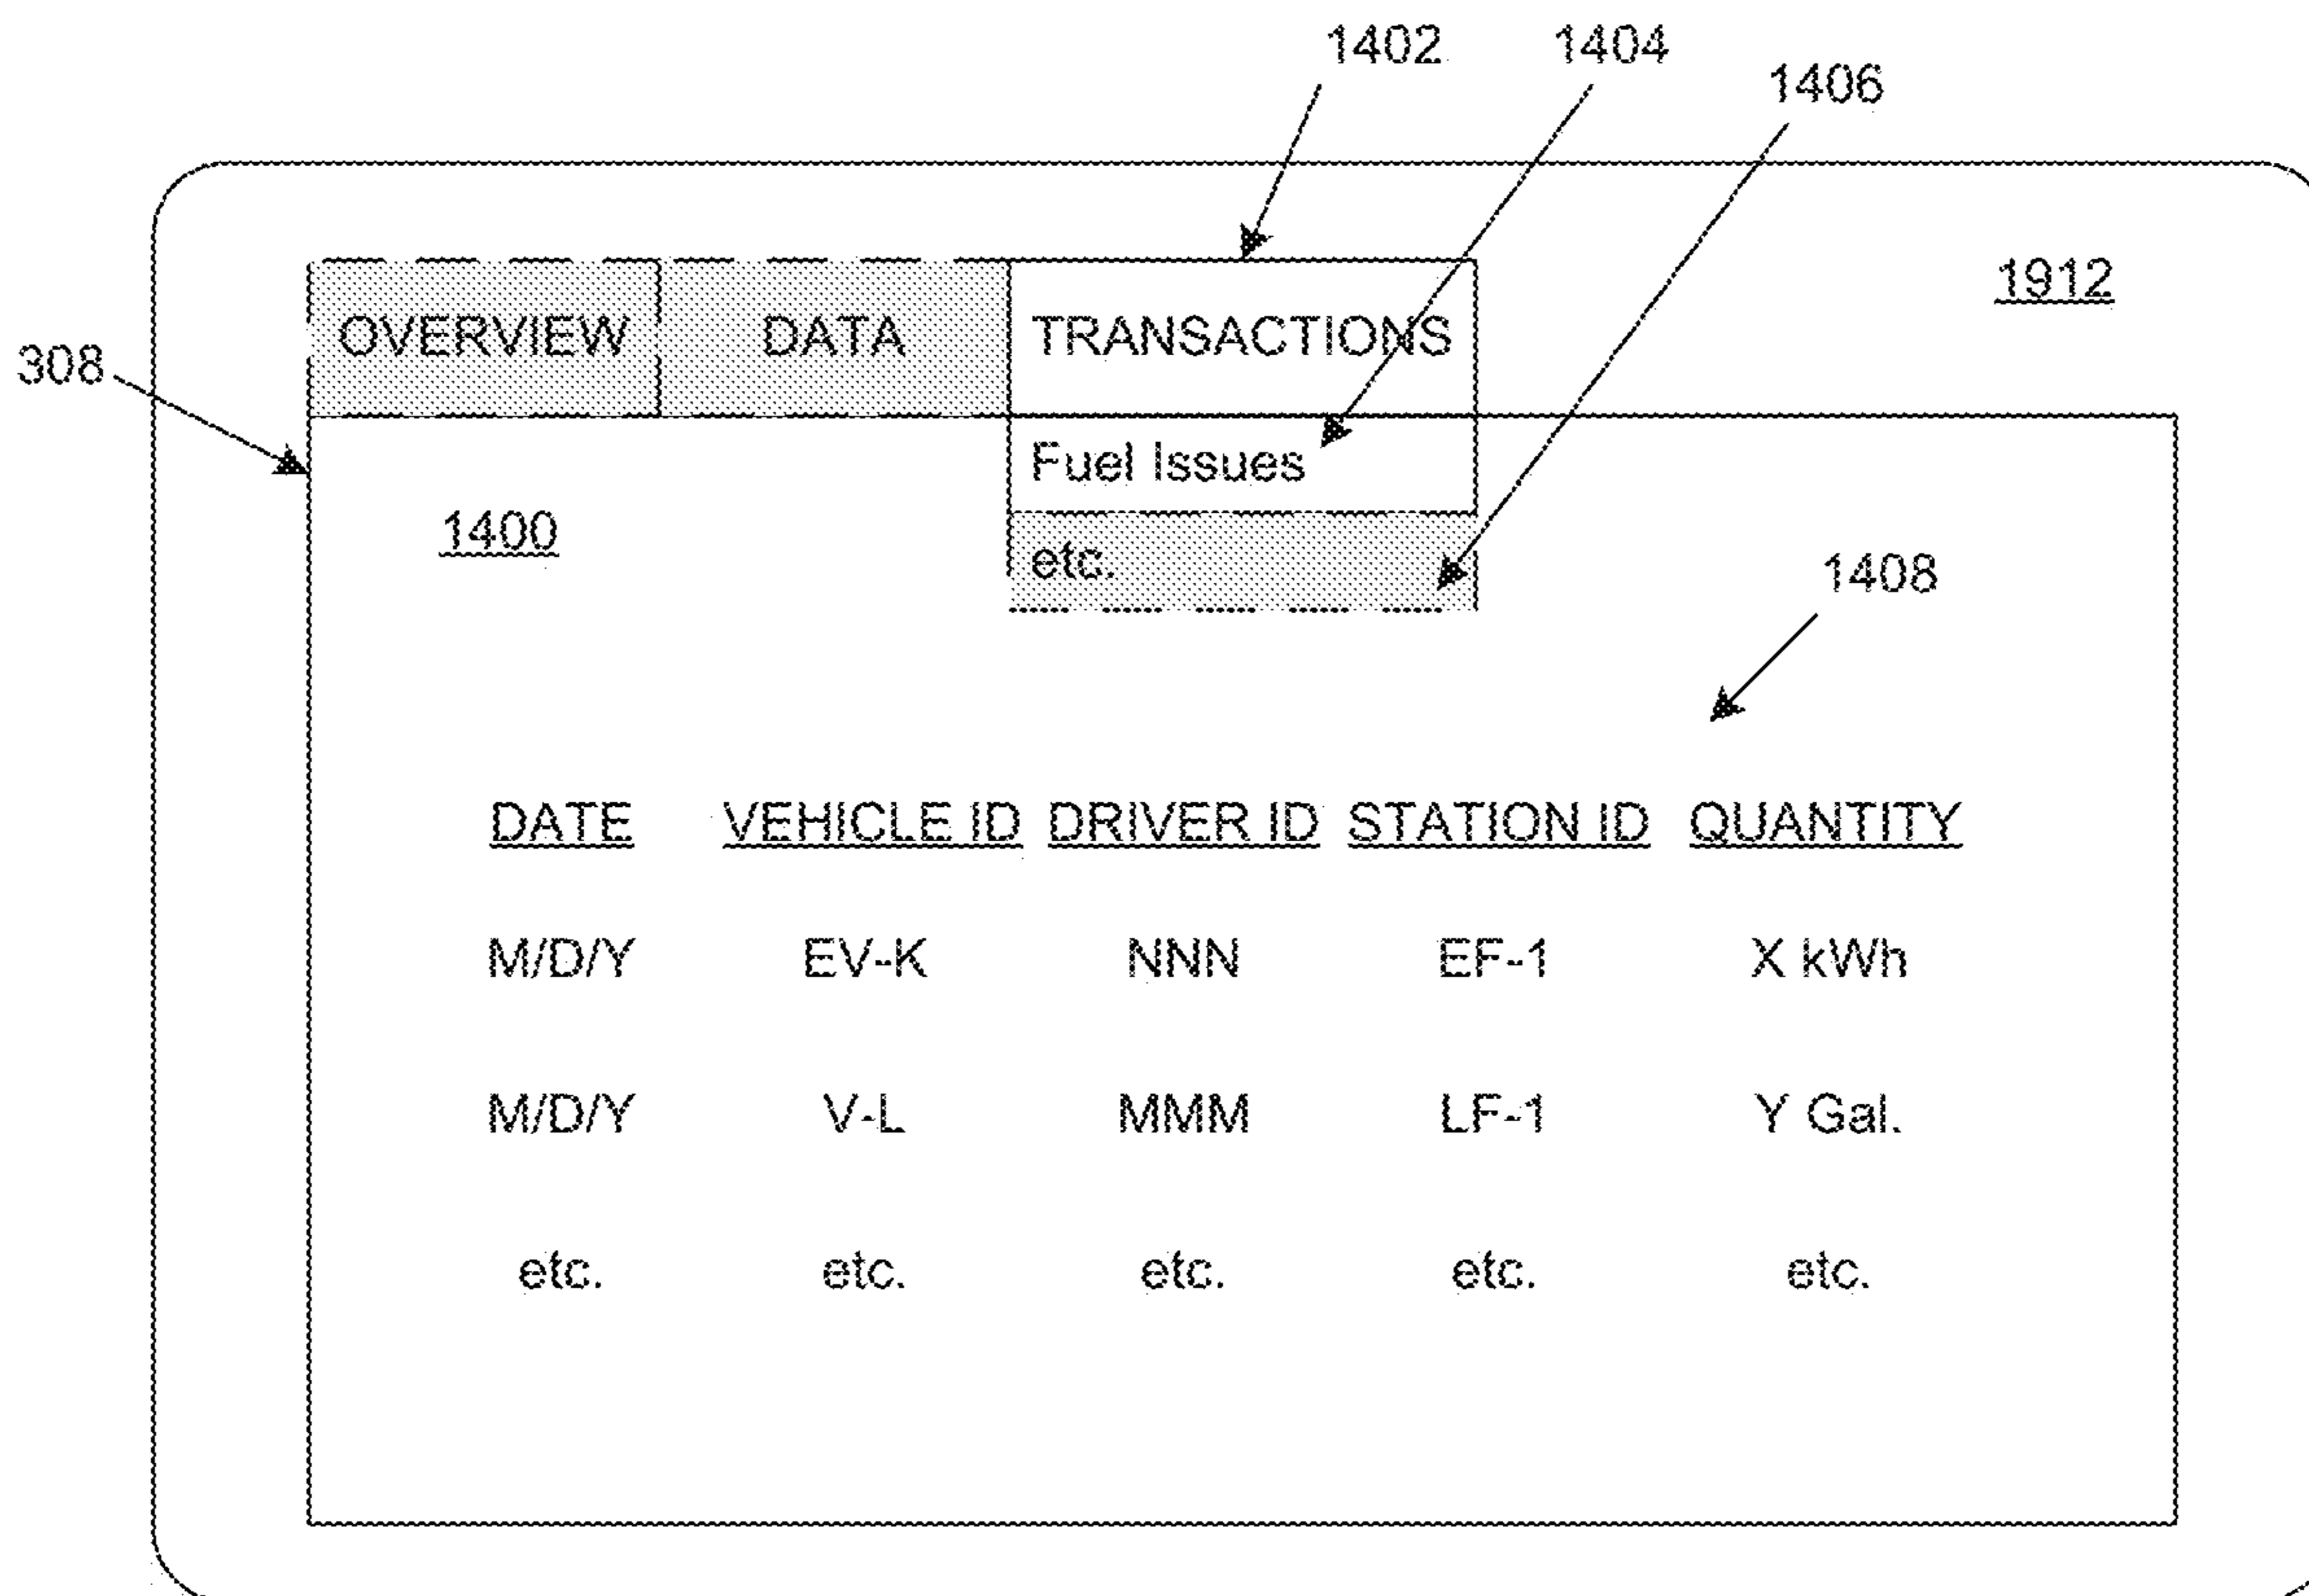 1402 1404
1406
1912
OVERVIEW DATA TRANSACTIONS
308
Fuel Issues
1400
etc.
1408
DATE VEHICLE ID DRIVER ID STATION ID QUANTITY
M/D/Y EV-K NNN EF-1 X kWh
M/D/Y V-L MMM LF-1 Y Gal.
etc. etc. etc. etc. etc.